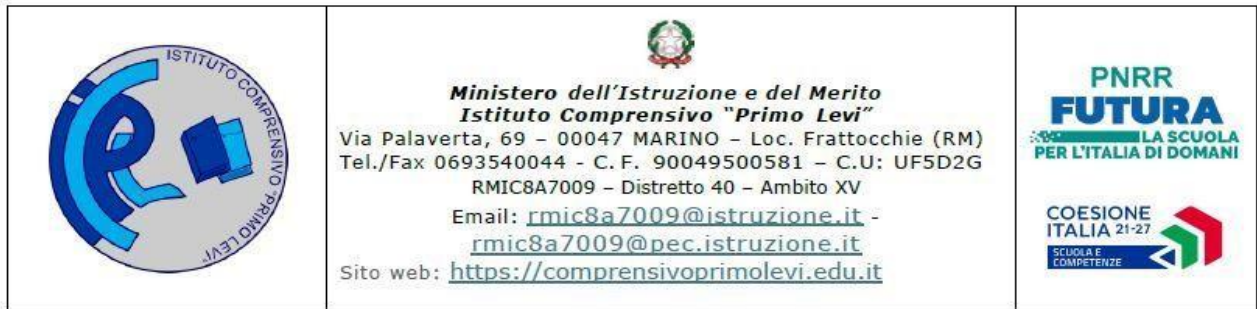 ISTITUTO COMPRENSIVO "PRIMO LEVI"
Ministero dell'Istruzione e del Merito
Istituto Comprensivo "Primo Levi"
Via Palaverta, 69 – 00047 MARINO – Loc. Frattocchie (RM)
Tel./Fax 0693540044 - C.F. 90049500581 – C.U: UF5D2G
RMIC8A7009 – Distretto 40 – Ambito XV
Email: rmic8a7009@istruzione.it -
rmic8a7009@pec.istruzione.it
Sito web: https://comprensivoprimolevi.edu.it
PNRR
FUTURA
LA SCUOLA
PER L'ITALIA DI DOMANI
COESIONE
ITALIA 21-27
SCUOLA E
COMPETENZE